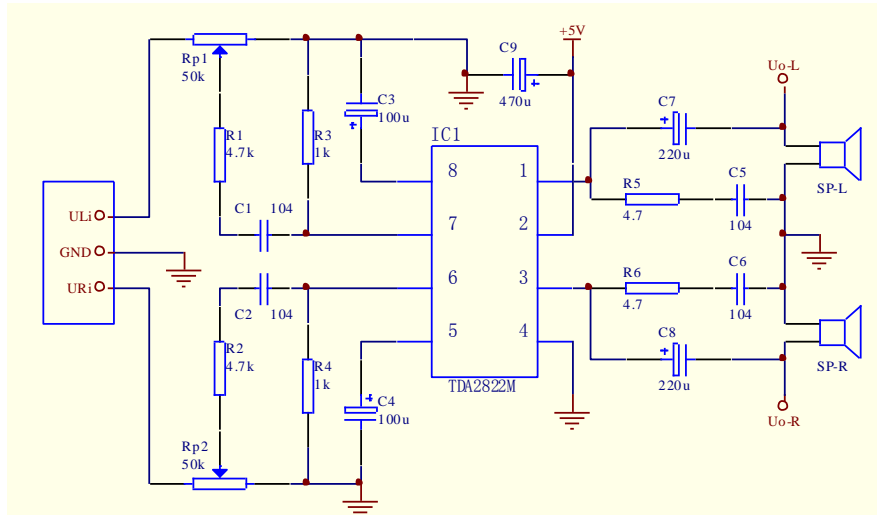 +5V
C9
470u
Rp1
50k
Uo-L
C3
100u
C7
220u
R1
4.7k
R3
1k
IC1
8
1
SP-L
R5
4.7
C5
104
C1
104
ULi
7
2
GND
URi
6
3
C2
104
R6
4.7
C6
104
R2
4.7k
R4
1k
5
4
C8
220u
SP-R
TDA2822M
C4
100u
Uo-R
Rp2
50k